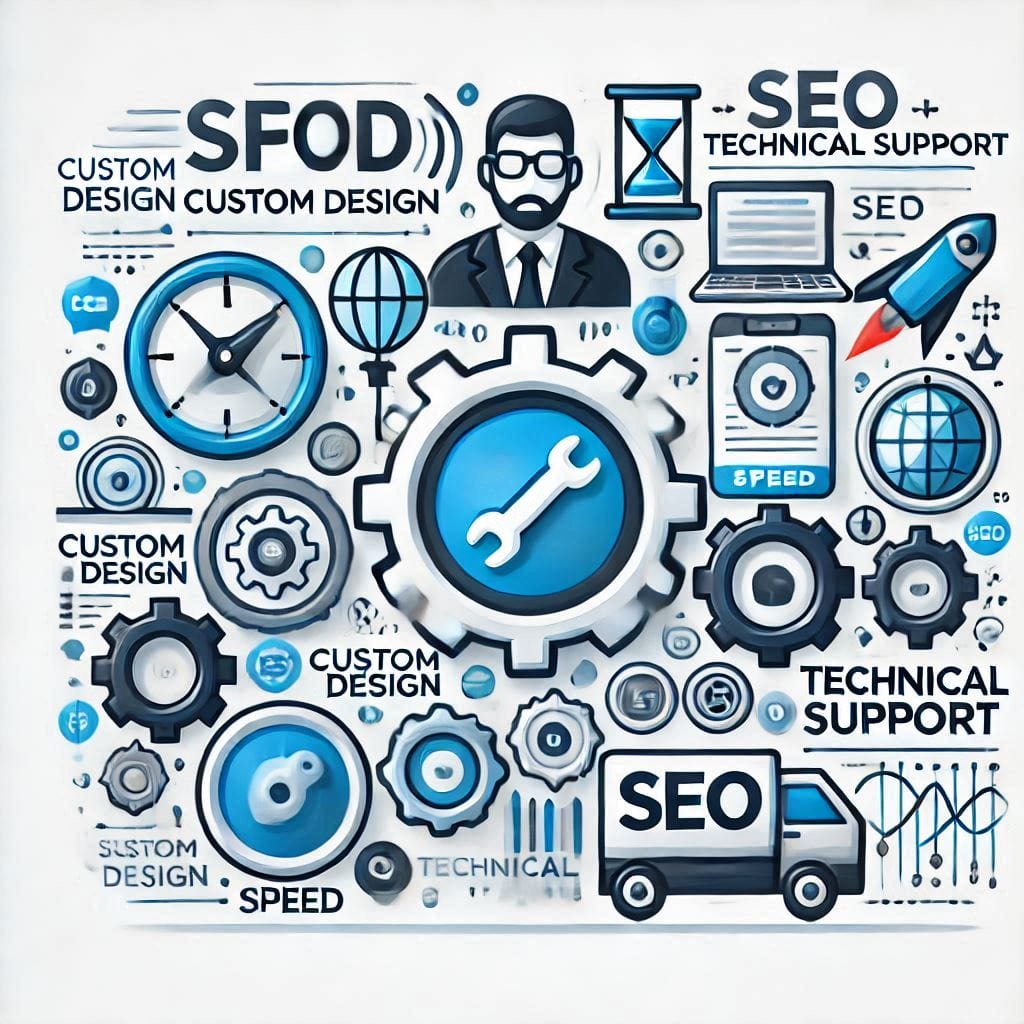 SFOD
CUSTOM
DESIGN
CUSTOM DESIGN
SEO
TECHNICAL SUPPORT
SED
SPEED
CUSTOM
DESIGN
CUSTOM
DESIGN
TECHNICAL
SUPPORT
SEO
SUSTOM
DESIGN
SPEED
TECHNICAL